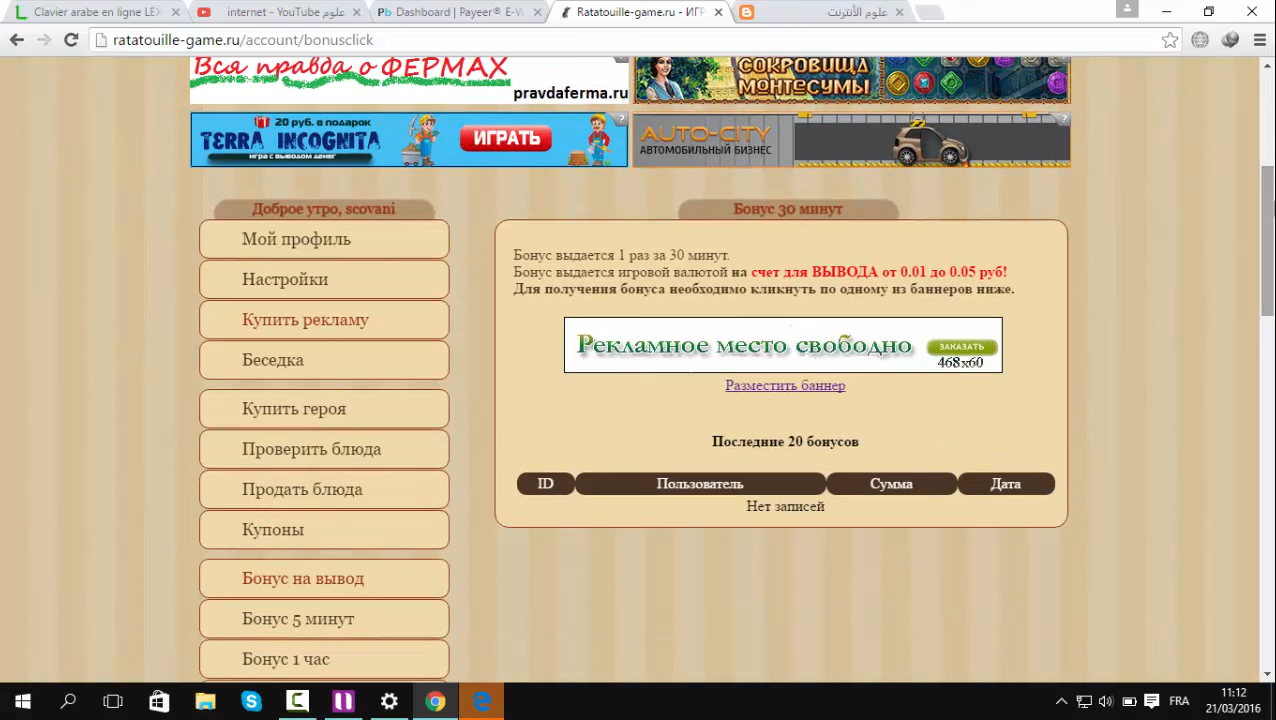 Clavier arabe en ligne LEX
علوم internet - YouTube
Dashboard | Payeer® E-W
Ratatouille-game.ru - ИГР
علوم الأنترنت
ratatouille-game.ru/account/bonusclick
Вся правда о ФЕРМАХ
pravdaferma.ru
СОКРОВИЩА
МОНТЕСУМЫ
20 руб. в подарок
TERRA INCOGNITA
игра с выводом денег
ИГРАТЬ
AUTO-CITY
АВТОМОБИЛЬНЫЙ БИЗНЕС
Доброе утро, scovani
Мой профиль
Настройки
Купить рекламу
Беседка
Купить героя
Проверить блюда
Продать блюда
Купоны
Бонус на вывод
Бонус 5 минут
Бонус 1 час
Бонус 30 минут
Бонус выдается 1 раз за 30 минут.
Бонус выдается игровой валютой на счет для ВЫВОДА от 0.01 до 0.05 руб!
Для получения бонуса необходимо кликнуть по одному из баннеров ниже.
Рекламное место свободно
ЗАКАЗАТЬ
468x60
Разместить баннер
Последние 20 бонусов
ID Пользователь Сумма Дата
Нет записей
FRA
11:12
21/03/2016